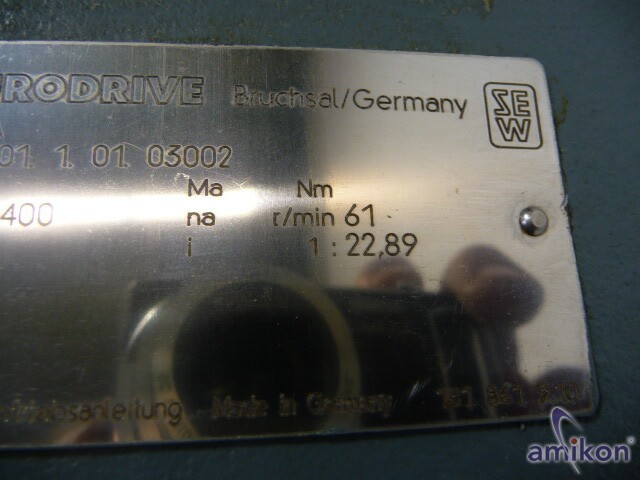 RODRIVE Bruchsal/Germany
SEW
01 1 01 03002
Ma Nm
400 na r/min 61
i 1 : 22,89
Made in Germany
amikon